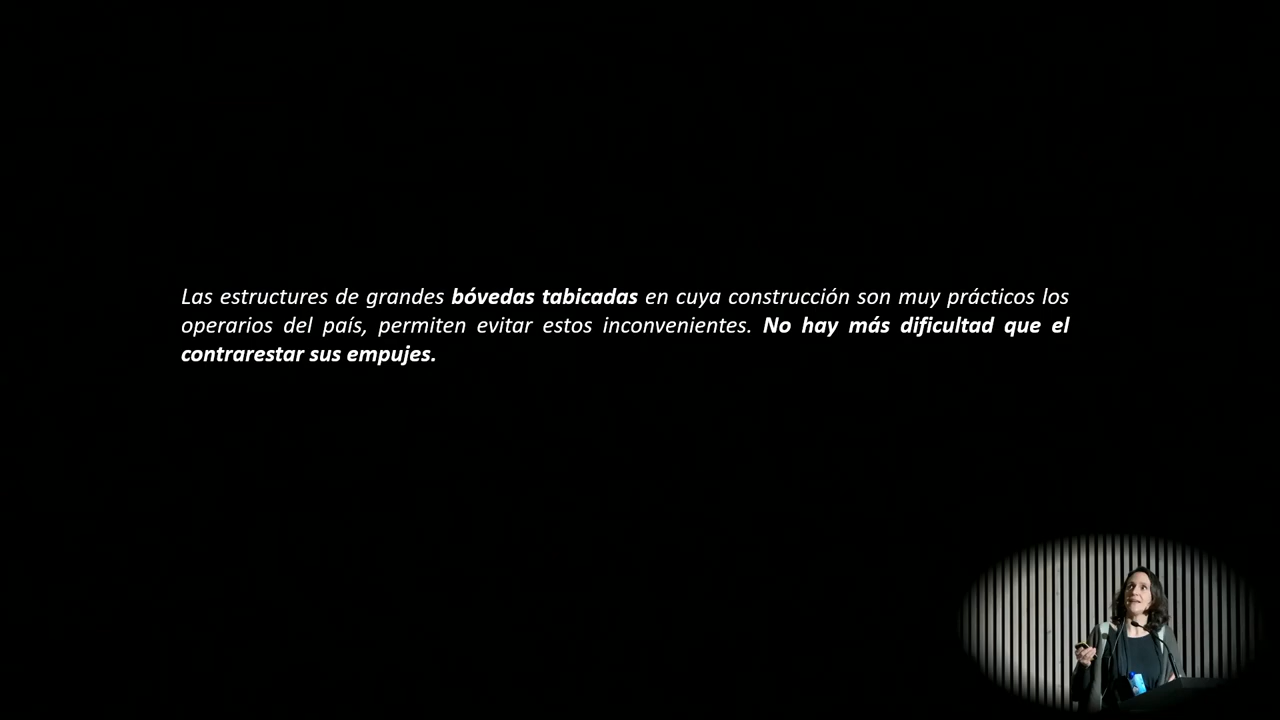 Las estructures de grandes bóvedas tabicadas en cuya construcción son muy prácticos los
operarios del país, permiten evitar estos inconvenientes. No hay más dificultad que el
contrarestar sus empujes.